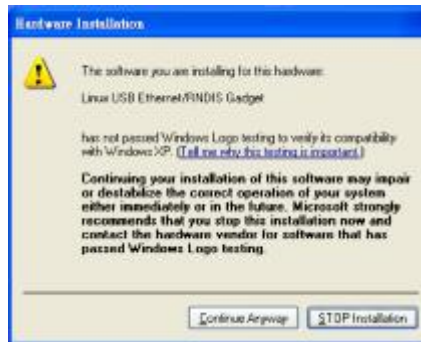 Hardware Installation
The software you are installing for this hardware:
Linux USB Ethernet/RNDIS Gadget
has not passed Windows Logo testing to verify its compatibility
with Windows XP. (Tell me why this testing is important.)
Continuing your installation of this software may impair
or destabilize the correct operation of your system
either immediately or in the future. Microsoft strongly
recommends that you stop this installation now and
contact the hardware vendor for software that has
passed Windows Logo testing.
Continue Anyway
STOP Installation